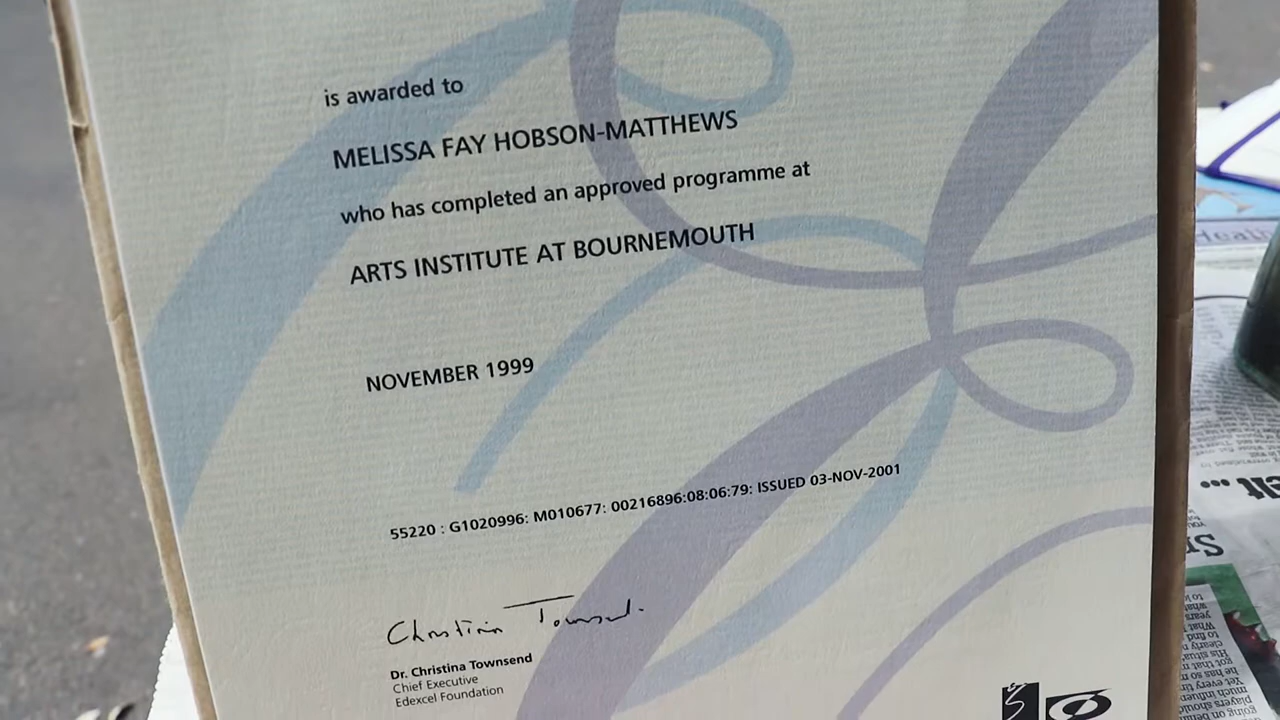 is awarded to
MELISSA FAY HOBSON-MATTHEWS
who has completed an approved programme at
ARTS INSTITUTE AT BOURNEMOUTH
NOVEMBER 1999
55220 : G1020996: M010677: 00216896:08:06:79: ISSUED 03-NOV-2001
Christina Townsend
Dr. Christina Townsend
Chief Executive
Edexcel Foundation